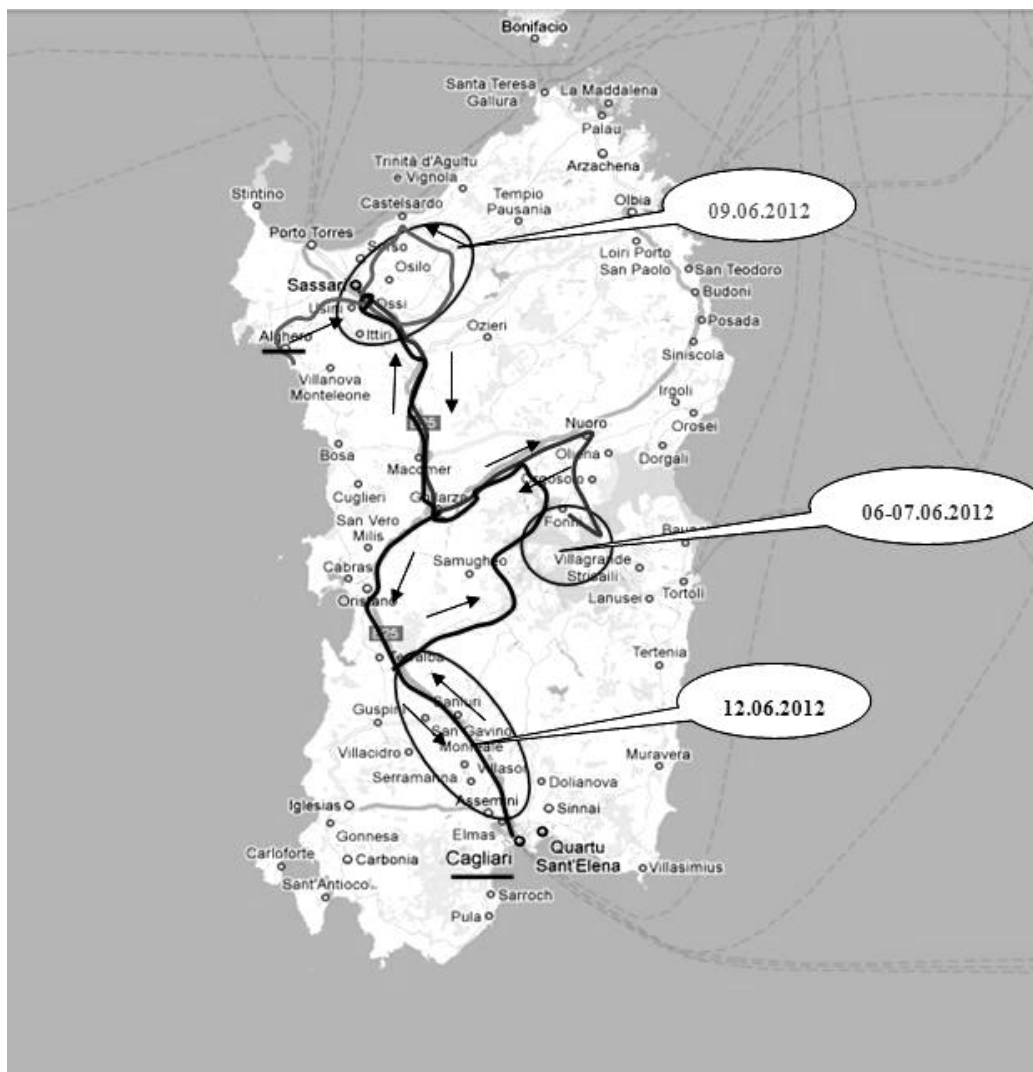 Bonifacio
Santa Teresa
Gallura
La Maddalena
Palau
Arzachena
Trinità d'Agultu
e Vignola
Stintino
Tempio
Pausania
Olbia
09.06.2012
Castelsardo
Porto Torres
Sorso
Loiri Porto
San Paolo
San Teodoro
Osilo
Sassari
Budoni
Usini
Ossi
Posada
Alghero
Ittiri
Ozieri
Siniscola
Villanova
Monteleone
Irgoli
Orosei
Nuoro
Bosa
Oliena
Dorgali
Macomer
Orgosolo
Cuglieri
Ghilarza
San Vero
Milis
Fonni
06-07.06.2012
Samugheo
Villagrande
Strisaili
Cabras
Oristano
Lanusei
Tortolì
E25
Tertenia
Guspini
Sanluri
12.06.2012
San Gavino
Monreale
Villacidro
Muravera
Serramanna
Villasor
Dolianova
Assemini
Iglesias
Sinnai
Elmas
Gonnesa
Quartu
Sant'Elena
Carloforte
Carbonia
Cagliari
Villasimius
Sant'Antioco
Sarroch
Pula